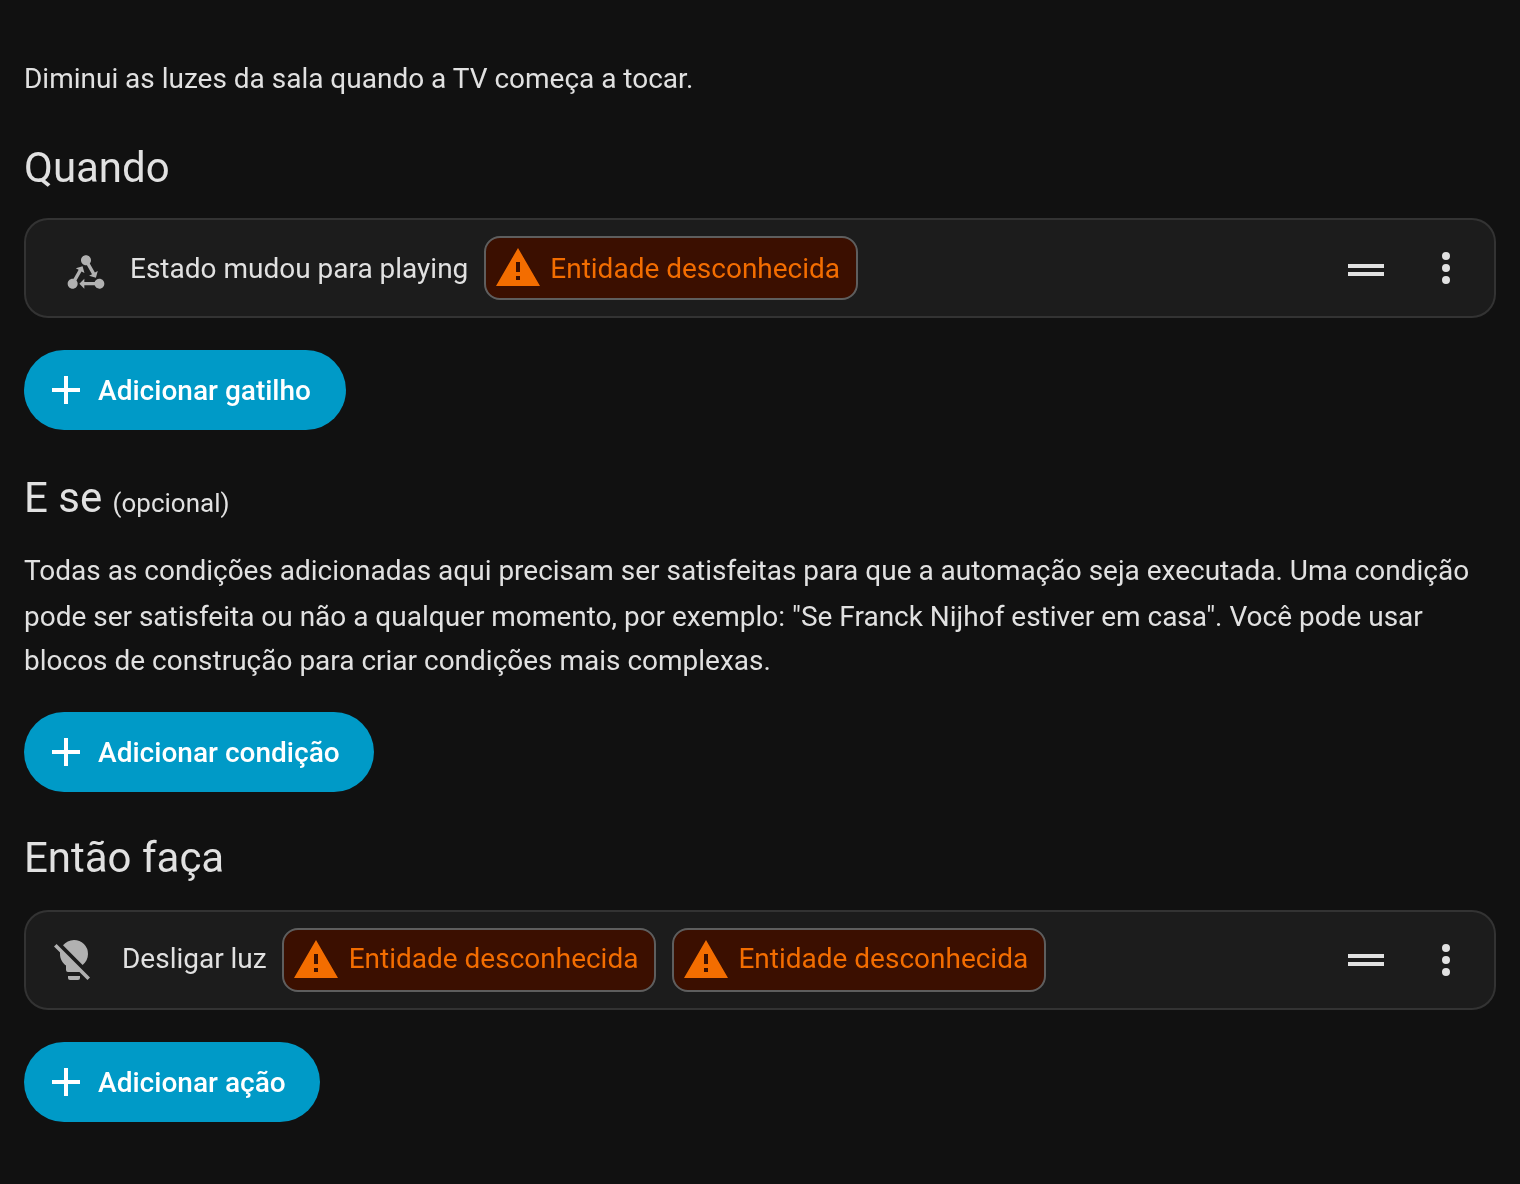 Diminui as luzes da sala quando a TV começa a tocar.
Quando
Estado mudou para playing Entidade desconhecida
Adicionar gatilho
E se (opcional)
Todas as condições adicionadas aqui precisam ser satisfeitas para que a automação seja executada. Uma condição
pode ser satisfeita ou não a qualquer momento, por exemplo: "Se Franck Nijhof estiver em casa". Você pode usar
blocos de construção para criar condições mais complexas.
Adicionar condição
Então faça
Desligar luz Entidade desconhecida Entidade desconhecida
Adicionar ação